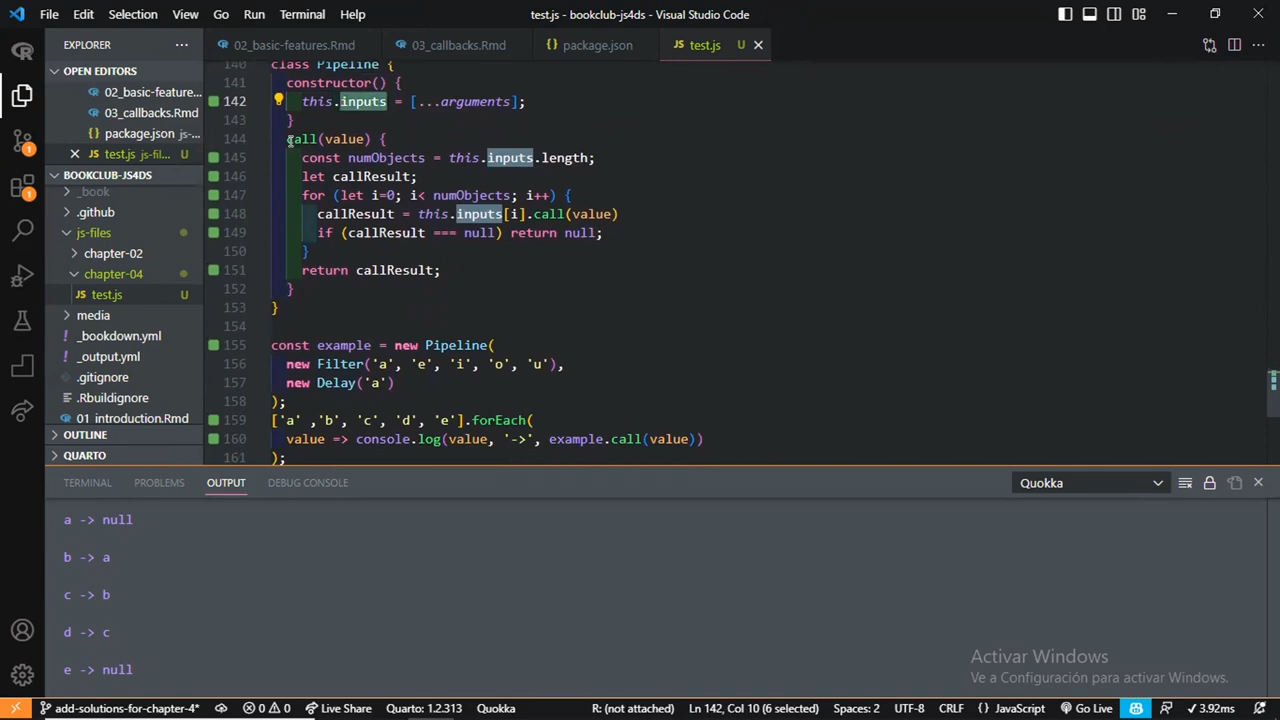 File Edit Selection View Go Run Terminal Help
test.js - bookclub-js4ds - Visual Studio Code
EXPLORER
OPEN EDITORS
02_basic-feature...
03_callbacks.Rmd
package.json js-...
test.js js-file... U
BOOKCLUB-JS4DS
_book
.github
js-files
chapter-02
chapter-04
JS test.js U
media
_bookdown.yml
_output.yml
.gitignore
.Rbuildignore
01 introduction.Rmd
OUTLINE
QUARTO
02_basic-features.Rmd
03_callbacks.Rmd
package.json
JS test.js U
140 class Pipeline {
141 constructor() {
142 this.inputs = [...arguments];
143 }
144 call(value) {
145 const numObjects = this.inputs.length;
146 let callResult;
147 for (let i=0; i< numObjects; i++) {
148 callResult = this.inputs[i].call(value)
149 if (callResult === null) return null;
150 }
151 return callResult;
152 }
153 }
154
155 const example = new Pipeline(
156 new Filter('a', 'e', 'i', 'o', 'u'),
157 new Delay('a')
158 );
159 ['a' ,'b', 'c', 'd', 'e'].forEach(
160 value => console.log(value, '->', example.call(value))
161 );
TERMINAL PROBLEMS OUTPUT DEBUG CONSOLE
Quokka
a -> null
b -> a
c -> b
d -> c
e -> null
Activar Windows
Ve a Configuración para activar Windows.
add-solutions-for-chapter-4* 0 0 Live Share Quarto: 1.2.313 Quokka R: (not attached) Ln 142, Col 10 (6 selected) Spaces: 2 UTF-8 CRLF {} JavaScript Go Live 3.92ms